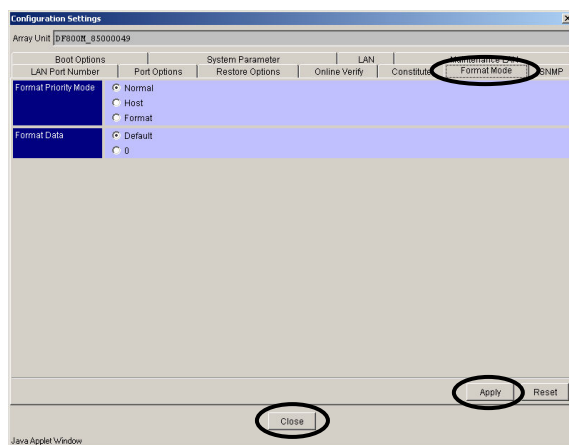 Configuration Settings
Array Unit DF800M_85000049
Boot Options System Parameter LAN Maintenance LAN
LAN Port Number Port Options Restore Options Online Verify Constitute Format Mode SNMP
Format Priority Mode Normal
Host
Format
Format Data Default
0
Apply Reset
Close
Java Applet Window